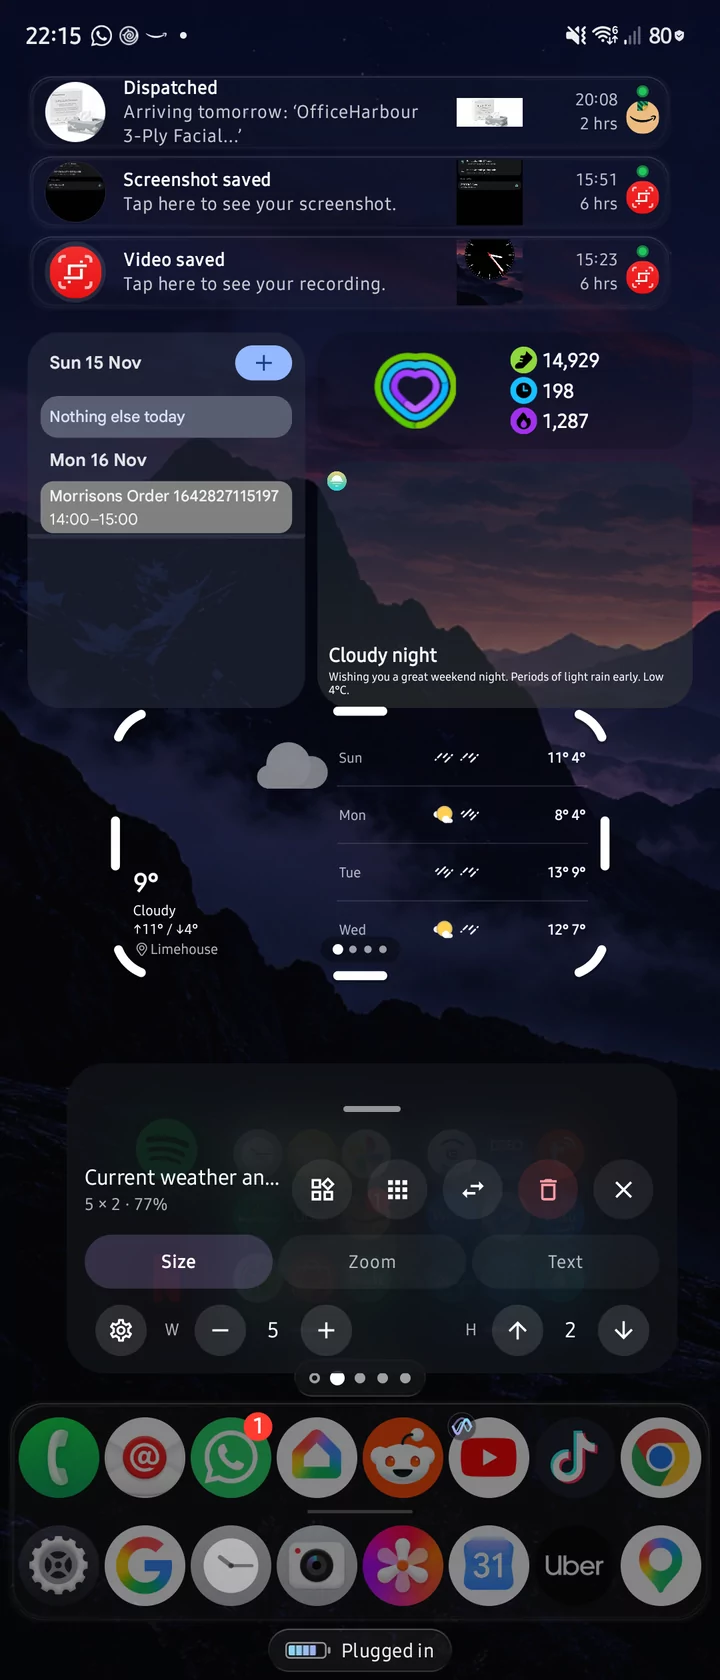 22:15
80
Dispatched
Arriving tomorrow: ‘OfficeHarbour
3-Ply Facial...’
20:08
2 hrs
Screenshot saved
Tap here to see your screenshot.
15:51
6 hrs
Video saved
Tap here to see your recording.
15:23
6 hrs
Sun 15 Nov
+
Nothing else today
Mon 16 Nov
Morrisons Order 1642827115197
14:00–15:00
14,929
198
1,287
Cloudy night
Wishing you a great weekend night. Periods of light rain early. Low
4°C.
9°
Cloudy
↑11° / ↓4°
Limehouse
Sun 11° 4°
Mon 8° 4°
Tue 13° 9°
Wed 12° 7°
Current weather an...
5 × 2 · 77%
Size Zoom Text
W − 5 + H ↑ 2 ↓
1
31
Uber
Plugged in